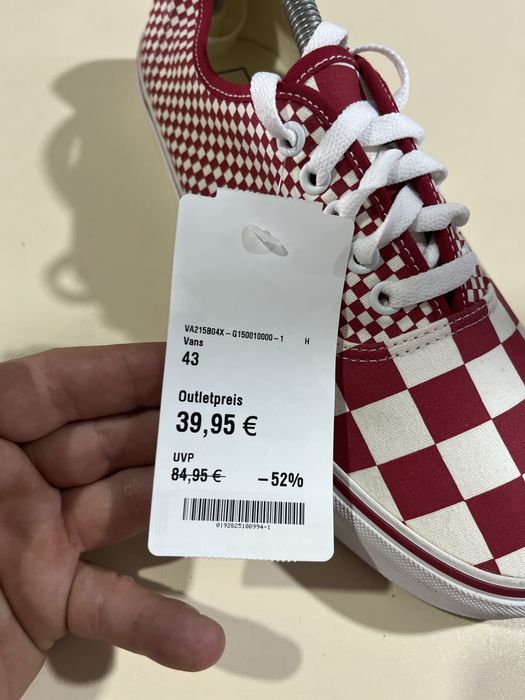 VA215B04X-G150010000-1 H
Vans
43
Outletpreis
39,95 €
UVP
84,95 € -52%
0192825100994-1